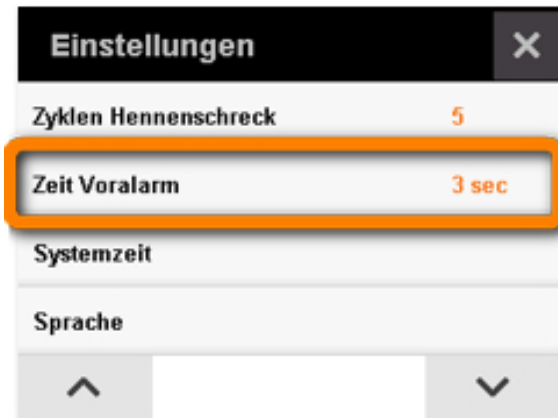 Einstellungen
Zyklen Hennenschreck 5
Zeit Voralarm 3 sec
Systemzeit
Sprache